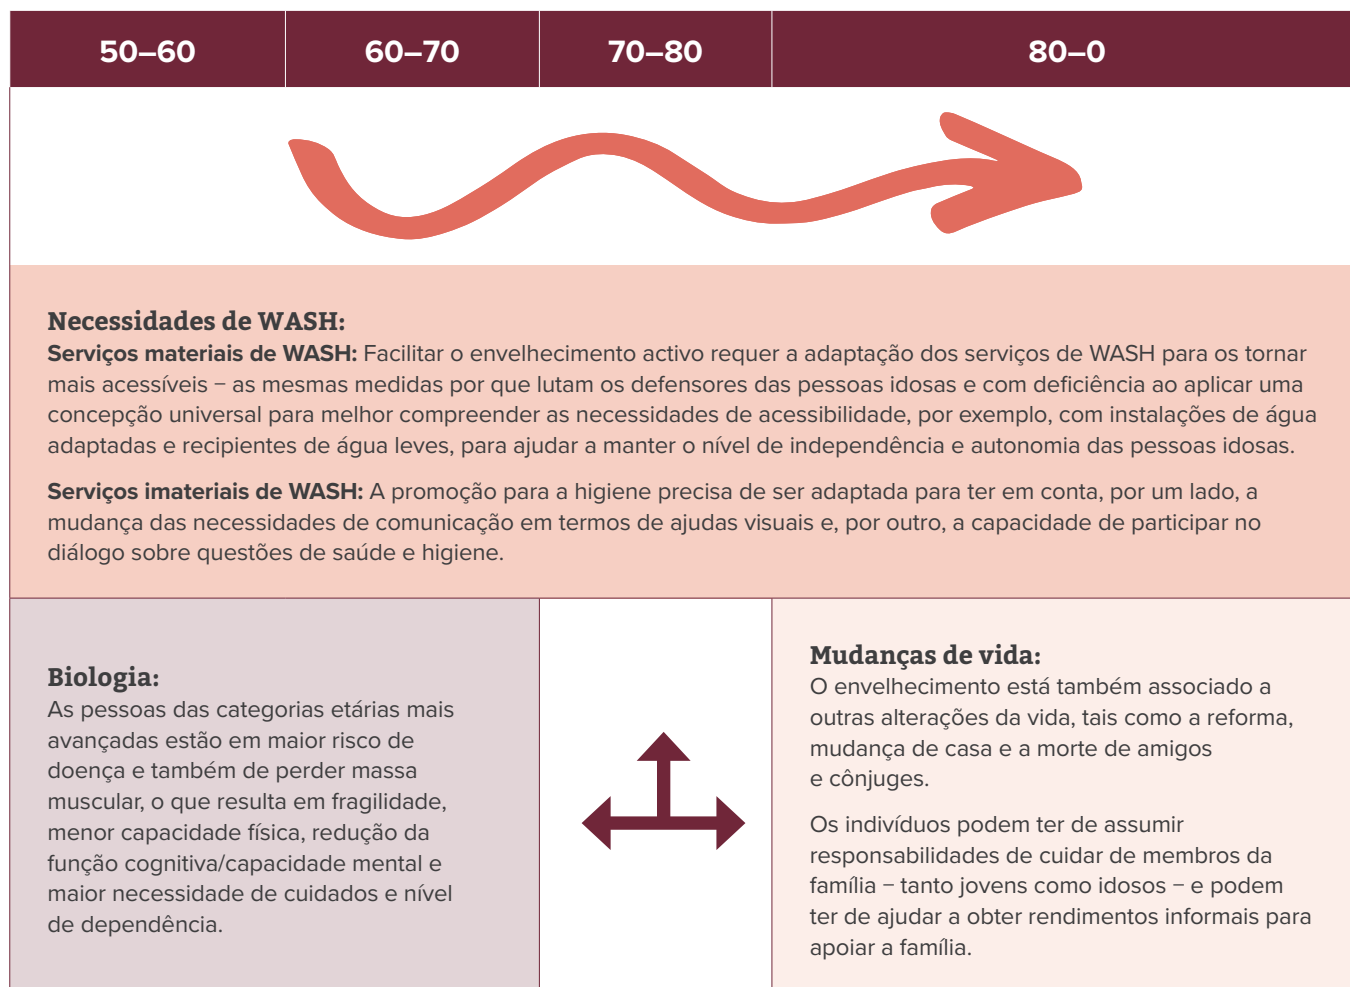 50–60
60–70
70–80
80–0
Necessidades de WASH:
Serviços materiais de WASH: Facilitar o envelhecimento activo requer a adaptação dos serviços de WASH para os tornar
mais acessíveis – as mesmas medidas por que lutam os defensores das pessoas idosas e com deficiência ao aplicar uma
concepção universal para melhor compreender as necessidades de acessibilidade, por exemplo, com instalações de água
adaptadas e recipientes de água leves, para ajudar a manter o nível de independência e autonomia das pessoas idosas.
Serviços imateriais de WASH: A promoção para a higiene precisa de ser adaptada para ter em conta, por um lado, a
mudança das necessidades de comunicação em termos de ajudas visuais e, por outro, a capacidade de participar no
diálogo sobre questões de saúde e higiene.
Biologia:
As pessoas das categorias etárias mais
avançadas estão em maior risco de
doença e também de perder massa
muscular, o que resulta em fragilidade,
menor capacidade física, redução da
função cognitiva/capacidade mental e
maior necessidade de cuidados e nível
de dependência.
Mudanças de vida:
O envelhecimento está também associado a
outras alterações da vida, tais como a reforma,
mudança de casa e a morte de amigos
e cônjuges.
Os indivíduos podem ter de assumir
responsabilidades de cuidar de membros da
família – tanto jovens como idosos – e podem
ter de ajudar a obter rendimentos informais para
apoiar a família.